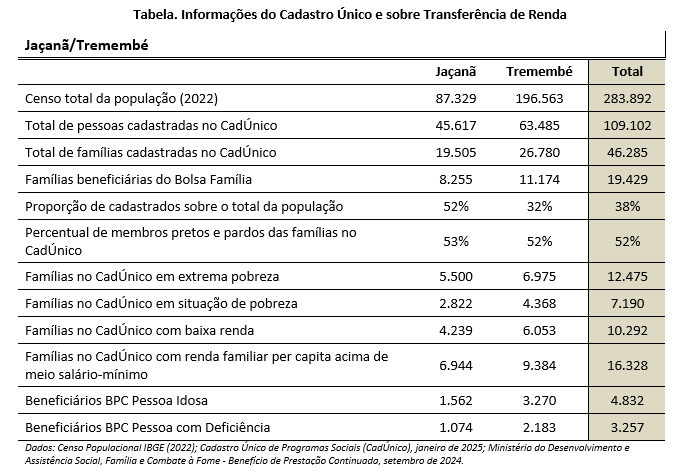 Tabela. Informações do Cadastro Único e sobre Transferência de Renda
Jaçanã/Tremembé
Jaçanã Tremembé Total
Censo total da população (2022) 87.329 196.563 283.892
Total de pessoas cadastradas no CadÚnico 45.617 63.485 109.102
Total de famílias cadastradas no CadÚnico 19.505 26.780 46.285
Famílias beneficiárias do Bolsa Família 8.255 11.174 19.429
Proporção de cadastrados sobre o total da população 52% 32% 38%
Percentual de membros pretos e pardos das famílias no
CadÚnico 53% 52% 52%
Famílias no CadÚnico em extrema pobreza 5.500 6.975 12.475
Famílias no CadÚnico em situação de pobreza 2.822 4.368 7.190
Famílias no CadÚnico com baixa renda 4.239 6.053 10.292
Famílias no CadÚnico com renda familiar per capita acima de
meio salário-mínimo 6.944 9.384 16.328
Beneficiários BPC Pessoa Idosa 1.562 3.270 4.832
Beneficiários BPC Pessoa com Deficiência 1.074 2.183 3.257
Dados: Censo Populacional IBGE (2022); Cadastro Único de Programas Sociais (CadÚnico), janeiro de 2025; Ministério do Desenvolvimento e
Assistência Social, Família e Combate à Fome - Benefício de Prestação Continuada, setembro de 2024.